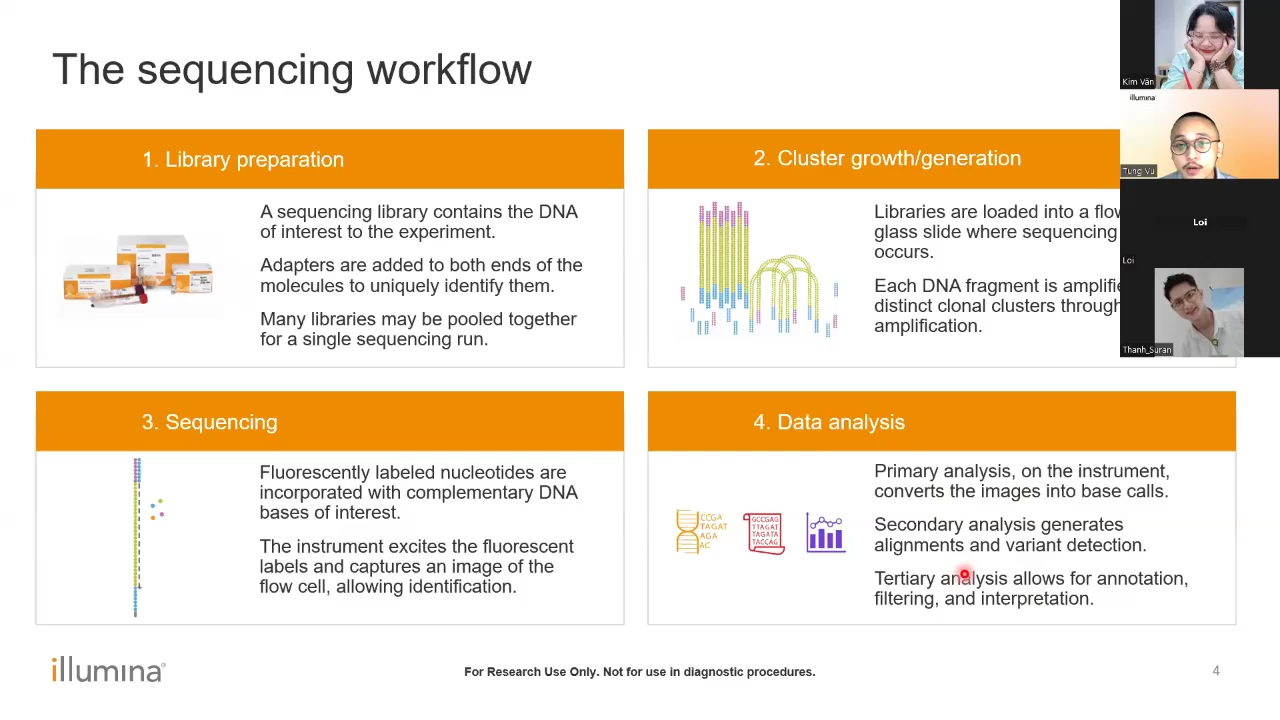 The sequencing workflow
1. Library preparation
A sequencing library contains the DNA
of interest to the experiment.
Adapters are added to both ends of the
molecules to uniquely identify them.
Many libraries may be pooled together
for a single sequencing run.
2. Cluster growth/generation
Libraries are loaded into a flow
glass slide where sequencing
occurs.
Each DNA fragment is amplifie
distinct clonal clusters through
amplification.
3. Sequencing
Fluorescently labeled nucleotides are
incorporated with complementary DNA
bases of interest.
The instrument excites the fluorescent
labels and captures an image of the
flow cell, allowing identification.
4. Data analysis
CCGA
TAGAT
AGA
AC
GCCGAG
TTAGAT
TAGATA
TACCAG
Primary analysis, on the instrument,
converts the images into base calls.
Secondary analysis generates
alignments and variant detection.
Tertiary analysis allows for annotation,
filtering, and interpretation.
illumina
For Research Use Only. Not for use in diagnostic procedures.
4
Kim Vân
illumina
Tung Vu
Loi
Loi
Thanh_Suran